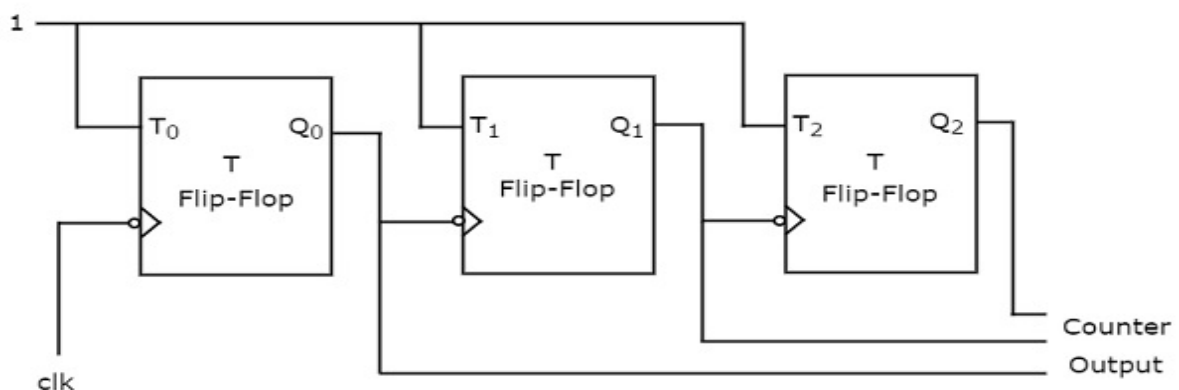 1
T₀ Q₀
T
Flip-Flop
T₁ Q₁
T
Flip-Flop
T₂ Q₂
T
Flip-Flop
clk
Counter
Output